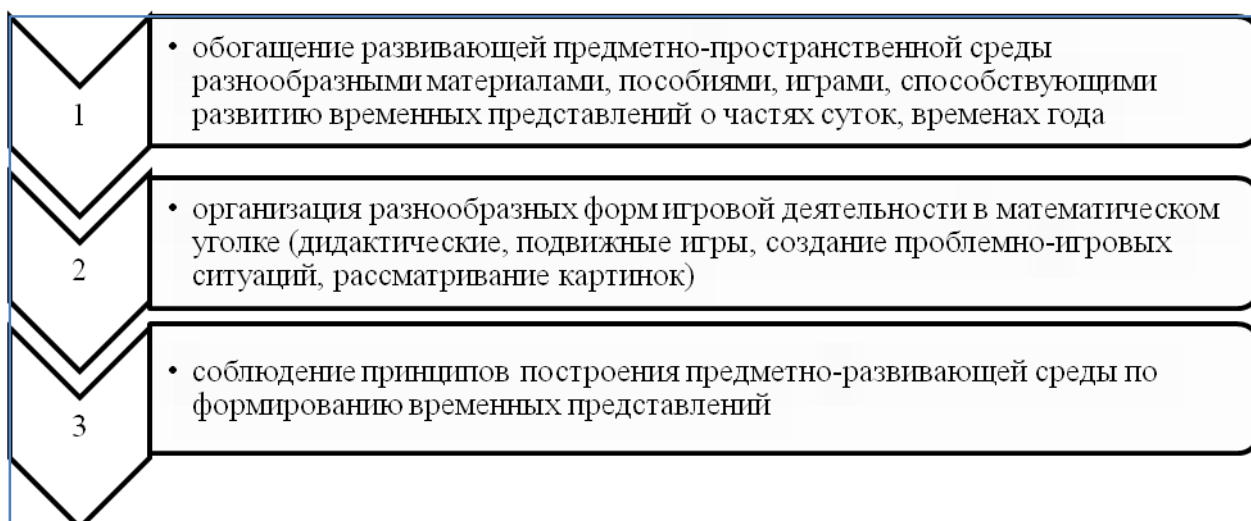 1
• обогащение развивающей предметно-пространственной среды
разнообразными материалами, пособиями, играми, способствующими
развитию временных представлений о частях суток, временах года
2
• организация разнообразных форм игровой деятельности в математическом
уголке (дидактические, подвижные игры, создание проблемно-игровых
ситуаций, рассматривание картинок)
3
• соблюдение принципов построения предметно-развивающей среды по
формированию временных представлений